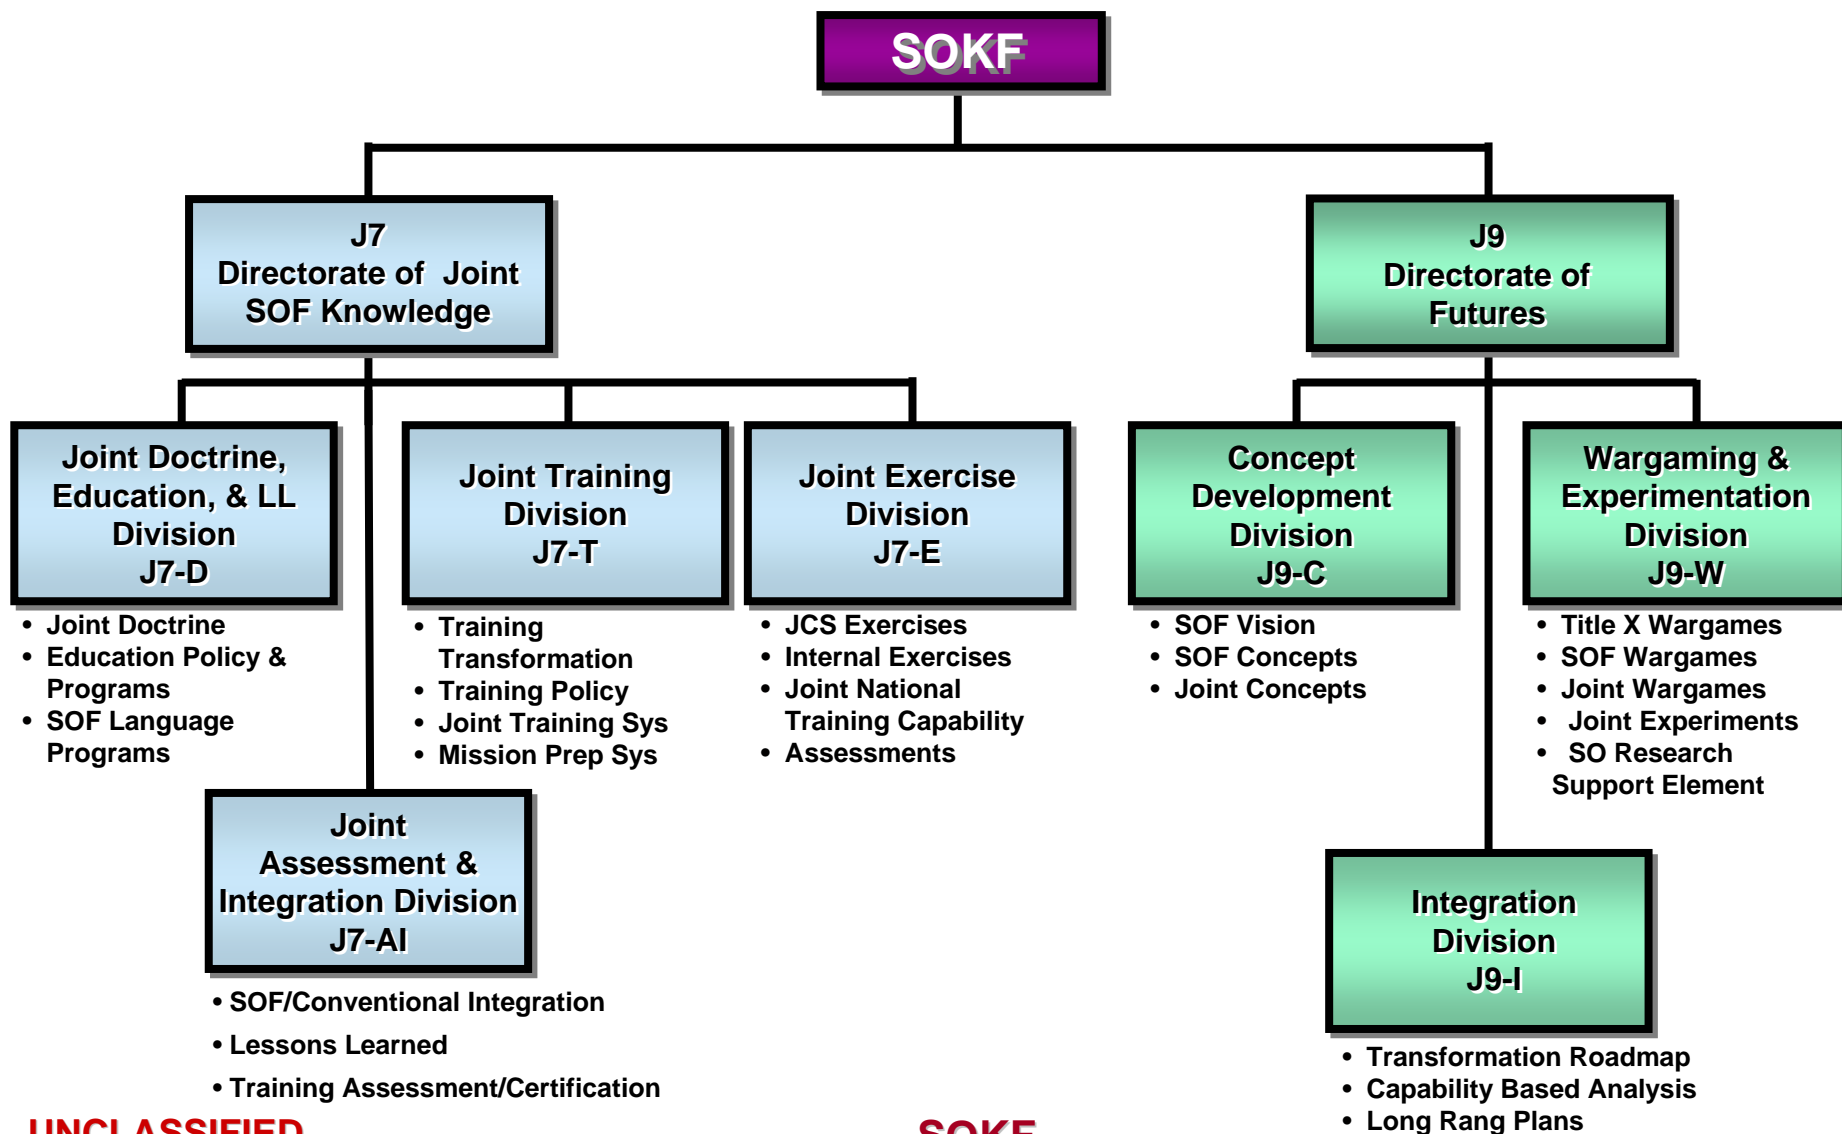 SOKF
J7
Directorate of Joint
SOF Knowledge
J9
Directorate of
Futures
Joint Doctrine,
Education, & LL
Division
J7-D
• Joint Doctrine
• Education Policy &
Programs
• SOF Language
Programs
Joint Training
Division
J7-T
• Training
Transformation
• Training Policy
• Joint Training Sys
• Mission Prep Sys
Joint Exercise
Division
J7-E
• JCS Exercises
• Internal Exercises
• Joint National
Training Capability
• Assessments
Concept
Development
Division
J9-C
• SOF Vision
• SOF Concepts
• Joint Concepts
Wargaming &
Experimentation
Division
J9-W
• Title X Wargames
• SOF Wargames
• Joint Wargames
• Joint Experiments
• SO Research
Support Element
Joint
Assessment &
Integration Division
J7-AI
• SOF/Conventional Integration
• Lessons Learned
• Training Assessment/Certification
Integration
Division
J9-I
• Transformation Roadmap
• Capability Based Analysis
• Long Rang Plans
UNCLASSIFIED
SOKF